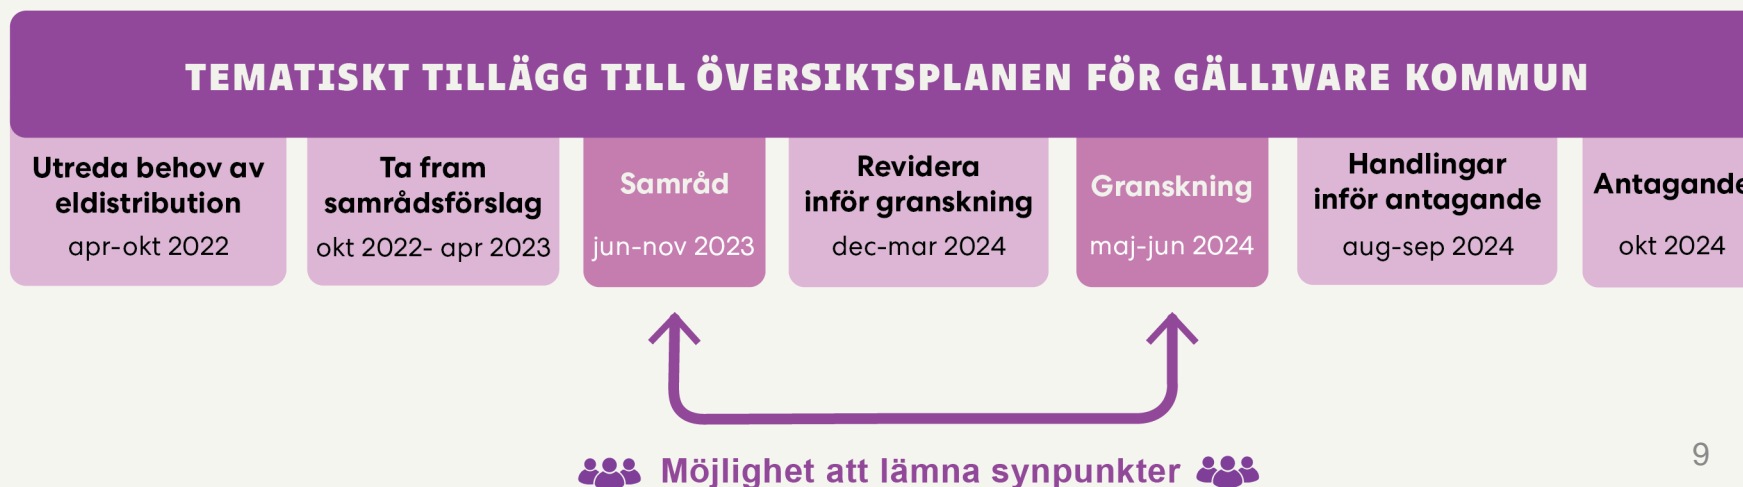 TEMATISKT TILLÄGG TILL ÖVERSIKTSPLANEN FÖR GÄLLIVARE KOMMUN
Utreda behov av
eldistribution
apr-okt 2022
Ta fram
samrådsförslag
okt 2022- apr 2023
Samråd
jun-nov 2023
Revidera
inför granskning
dec-mar 2024
Granskning
maj-jun 2024
Handlingar
inför antagande
aug-sep 2024
Antagande
okt 2024
Möjlighet att lämna synpunkter
9